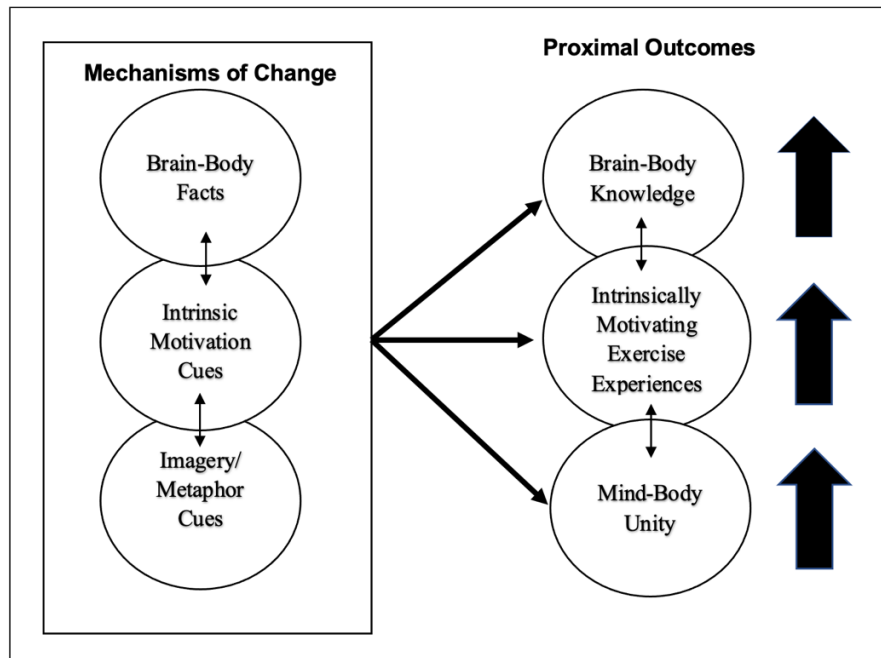 Mechanisms of Change
Brain-Body
Facts
Intrinsic
Motivation
Cues
Imagery/
Metaphor
Cues
Proximal Outcomes
Brain-Body
Knowledge
Intrinsically
Motivating
Exercise
Experiences
Mind-Body
Unity